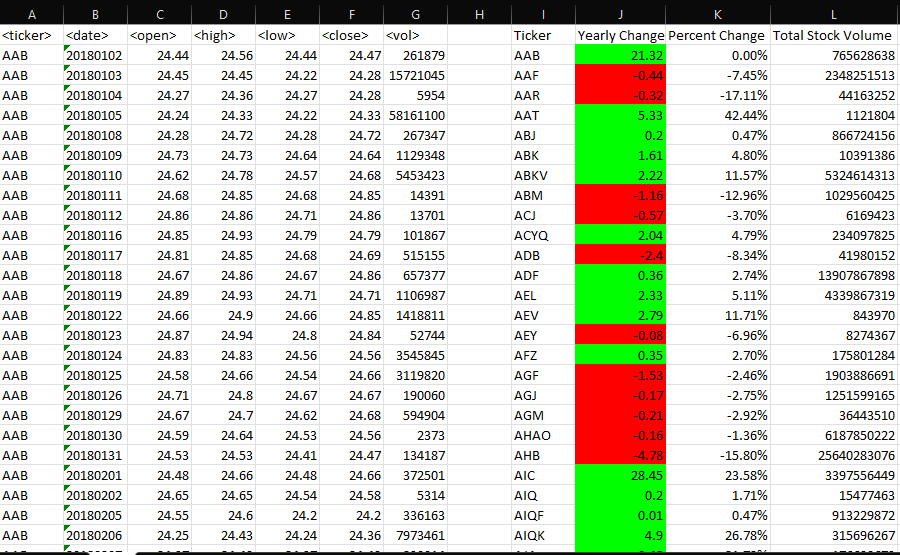 A B C D E F G H I J K L
<ticker> <date> <open> <high> <low> <close> <vol> Ticker Yearly Change Percent Change Total Stock Volume
AAB 20180102 24.44 24.56 24.44 24.47 261879 AAB 21.32 0.00% 765628638
AAB 20180103 24.45 24.45 24.22 24.28 15721045 AAF -0.44 -7.45% 2348251513
AAB 20180104 24.27 24.36 24.27 24.28 5954 AAR -0.32 -17.11% 44163252
AAB 20180105 24.24 24.33 24.22 24.33 58161100 AAT 5.33 42.44% 1121804
AAB 20180108 24.28 24.72 24.28 24.72 267347 ABJ 0.2 0.47% 866724156
AAB 20180109 24.73 24.73 24.64 24.64 1129348 ABK 1.61 4.80% 10391386
AAB 20180110 24.62 24.78 24.57 24.68 5453423 ABKV 2.22 11.57% 5324614313
AAB 20180111 24.68 24.85 24.68 24.85 14391 ABM -1.16 -12.96% 1029560425
AAB 20180112 24.86 24.86 24.71 24.86 13701 ACJ -0.57 -3.70% 6169423
AAB 20180116 24.85 24.93 24.79 24.79 101867 ACYQ 2.04 4.79% 234097825
AAB 20180117 24.81 24.85 24.68 24.69 515155 ADB -2.4 -8.34% 41980152
AAB 20180118 24.67 24.86 24.67 24.86 657377 ADF 0.36 2.74% 13907867898
AAB 20180119 24.89 24.93 24.71 24.71 1106987 AEL 2.33 5.11% 4339867319
AAB 20180122 24.66 24.9 24.66 24.85 1418811 AEV 2.79 11.71% 843970
AAB 20180123 24.87 24.94 24.8 24.84 52744 AEY -0.08 -6.96% 8274367
AAB 20180124 24.83 24.83 24.56 24.56 3545845 AFZ 0.35 2.70% 175801284
AAB 20180125 24.58 24.66 24.54 24.66 3119820 AGF -1.53 -2.46% 1903886691
AAB 20180126 24.71 24.8 24.67 24.67 190060 AGJ -0.17 -2.75% 1251599165
AAB 20180129 24.67 24.7 24.62 24.68 594904 AGM -0.21 -2.92% 36443510
AAB 20180130 24.59 24.64 24.53 24.56 2373 AHAO -0.16 -1.36% 6187850222
AAB 20180131 24.53 24.53 24.41 24.47 134187 AHB -4.78 -15.80% 25640283076
AAB 20180201 24.48 24.66 24.48 24.66 372501 AIC 28.45 23.58% 3397556449
AAB 20180202 24.65 24.65 24.54 24.58 5314 AIQ 0.2 1.71% 15477463
AAB 20180205 24.55 24.6 24.2 24.2 336163 AIQF 0.01 0.47% 913229872
AAB 20180206 24.25 24.43 24.24 24.36 7973461 AIQK 4.9 26.78% 315696267